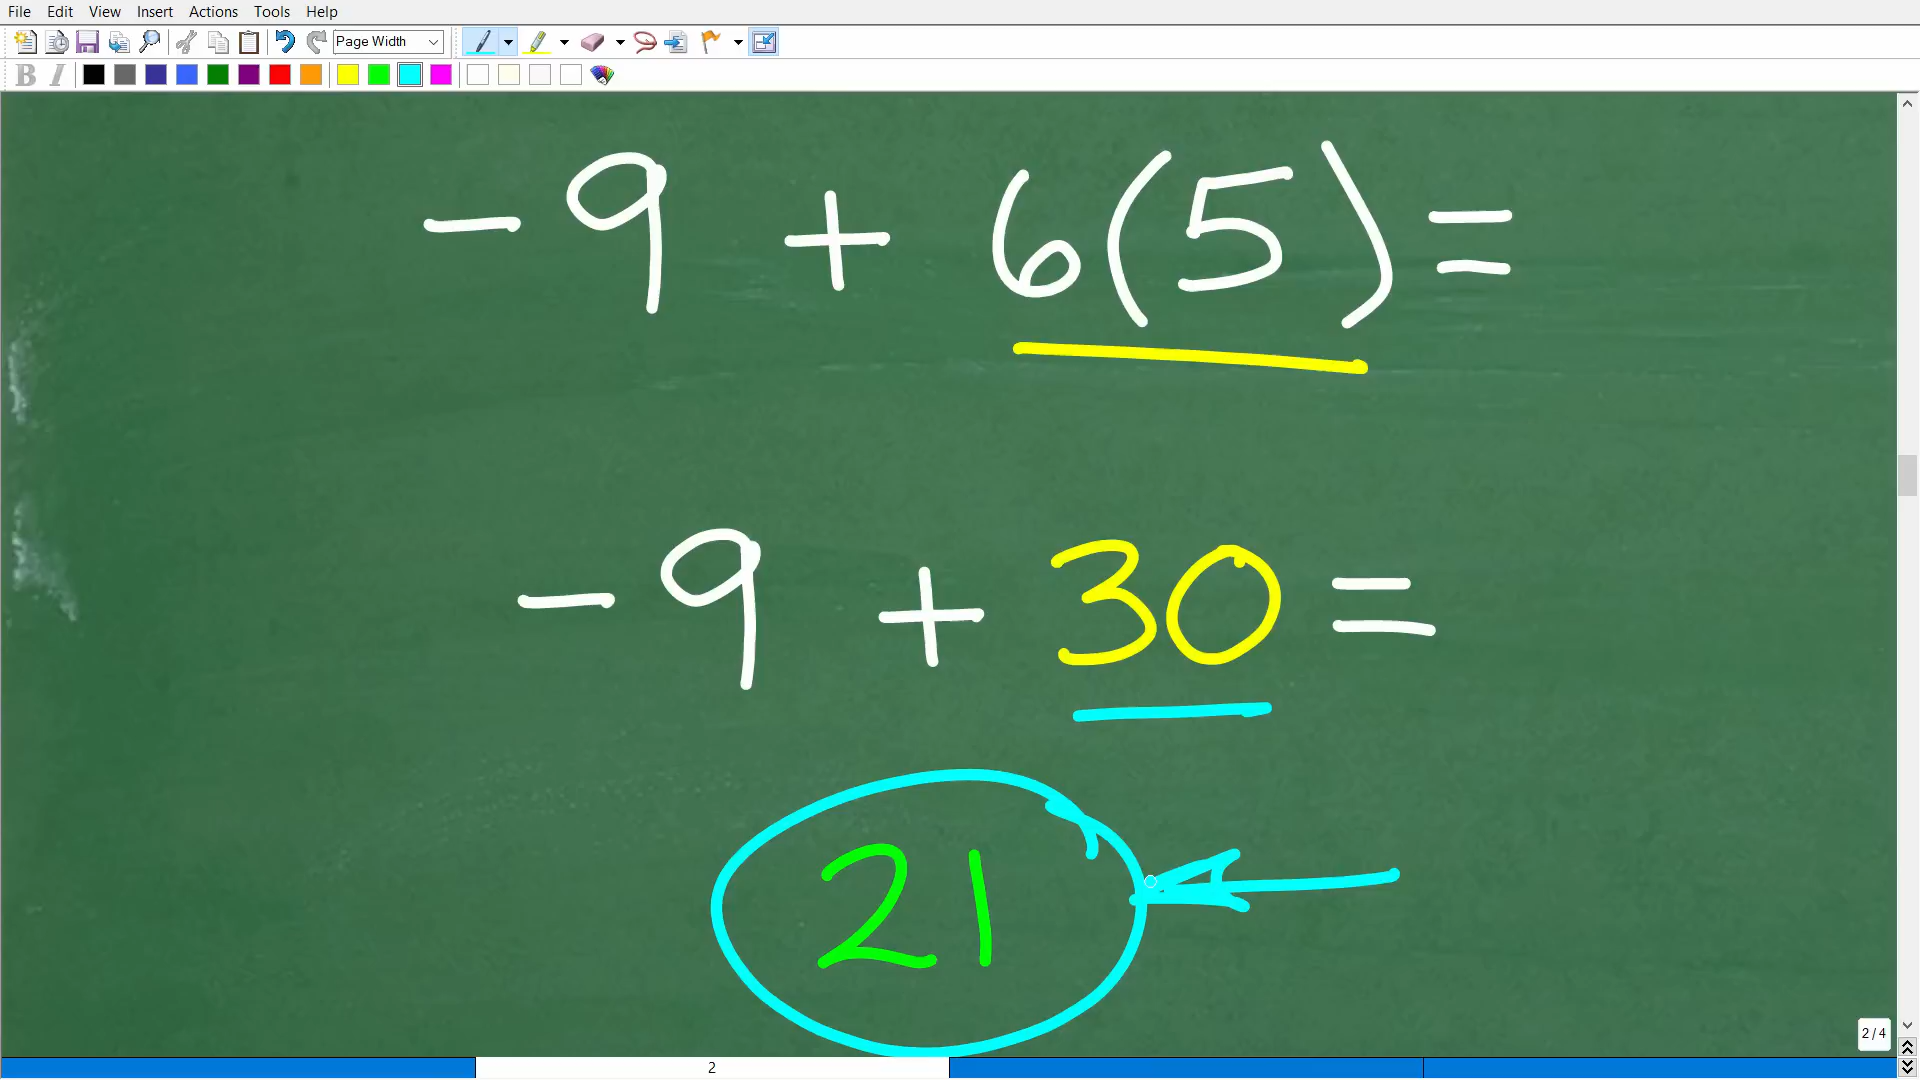 File Edit View Insert Actions Tools Help
Page Width
B I
-9 + 6(5) =
-9 + 30 =
21
2 / 4
2